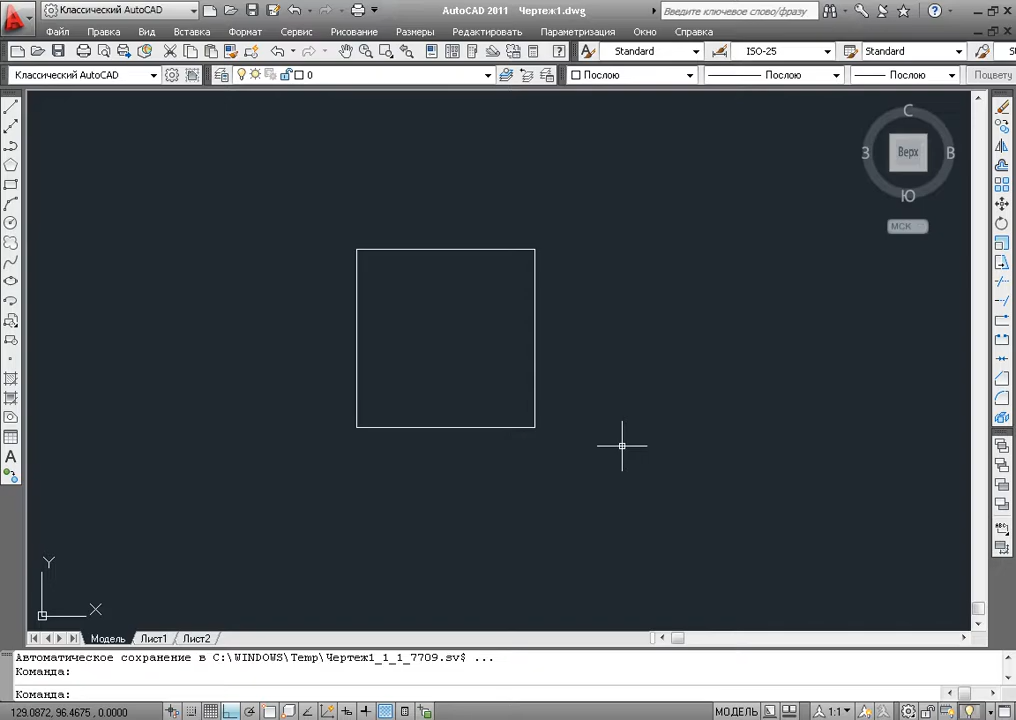 Классический AutoCAD
AutoCAD 2011 Чертеж1.dwg
Введите ключевое слово/фразу
Файл Правка Вид Вставка Формат Сервис Рисование Размеры Редактировать Параметризация Окно Справка
Standard ISO-25 Standard
Классический AutoCAD 0 Послою Послою Послою Поцвету
С
З Верх В
Ю
МСК
A
ABC
Y
X
Модель Лист1 Лист2
Автоматическое сохранение в C:\WINDOWS\Temp\Чертеж1_1_1_7709.sv$ ...
Команда:
Команда:
129.0872, 96.4675, 0.0000 МОДЕЛЬ 1:1